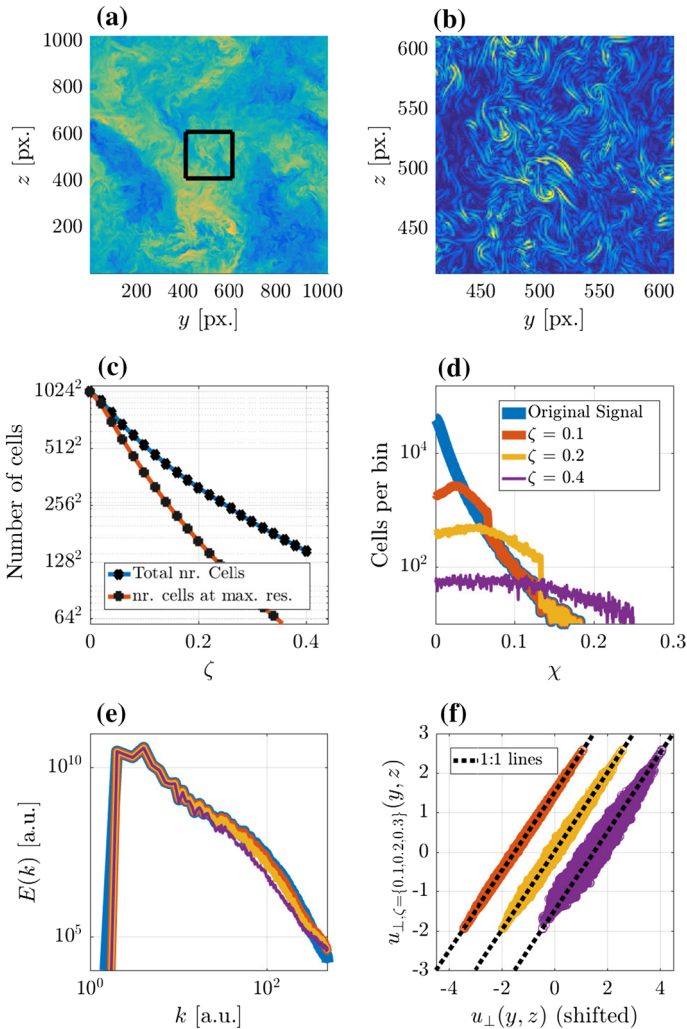 (a)
1000
800
600
400
200
z [px.]
200 400 600 800 1000
y [px.]
(b)
600
550
500
450
z [px.]
450 500 550 600
y [px.]
(c)
1024²
512²
256²
128²
64²
Number of cells
Total nr. Cells
nr. cells at max. res.
0 0.2 0.4
ζ
(d)
10⁴
10²
Cells per bin
Original Signal
ζ = 0.1
ζ = 0.2
ζ = 0.4
0 0.1 0.2 0.3
χ
(e)
10¹⁰
10⁵
E(k) [a.u.]
10⁰ 10²
k [a.u.]
(f)
3
2
1
0
-1
-2
-3
u⊥,ζ={0.1,0.2,0.3}(y, z)
1:1 lines
-4 -2 0 2 4
u⊥(y, z) (shifted)